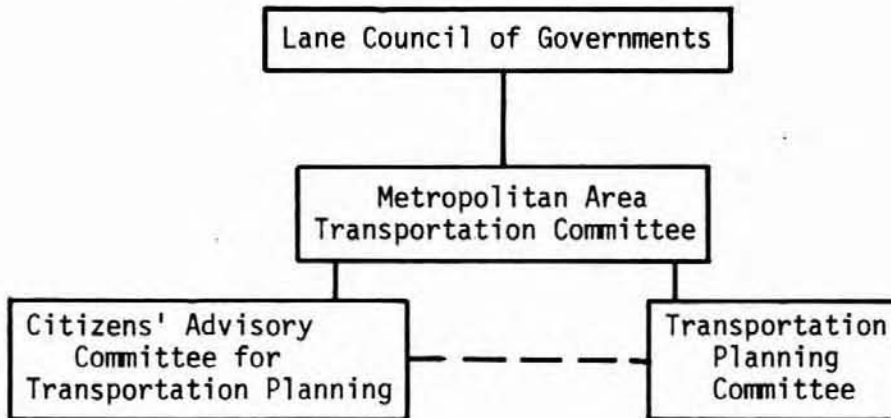 Lane Council of Governments
Metropolitan Area
Transportation Committee
Citizens' Advisory
Committee for
Transportation Planning
Transportation
Planning
Committee